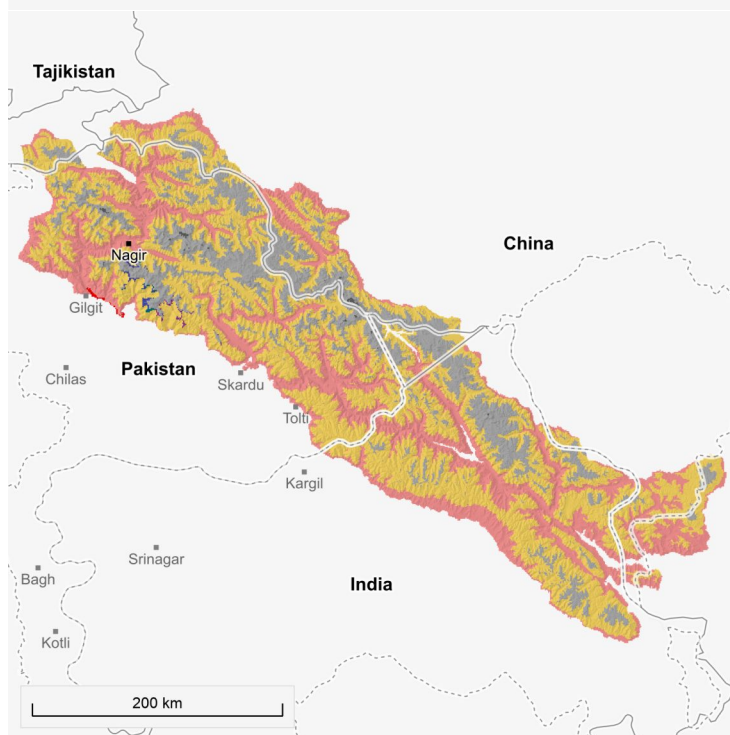 Tajikistan
China
Nagir
Gilgit
Pakistan
Chilas
Skardu
Tolti
Kargil
Srinagar
India
Bagh
Kotli
200 km